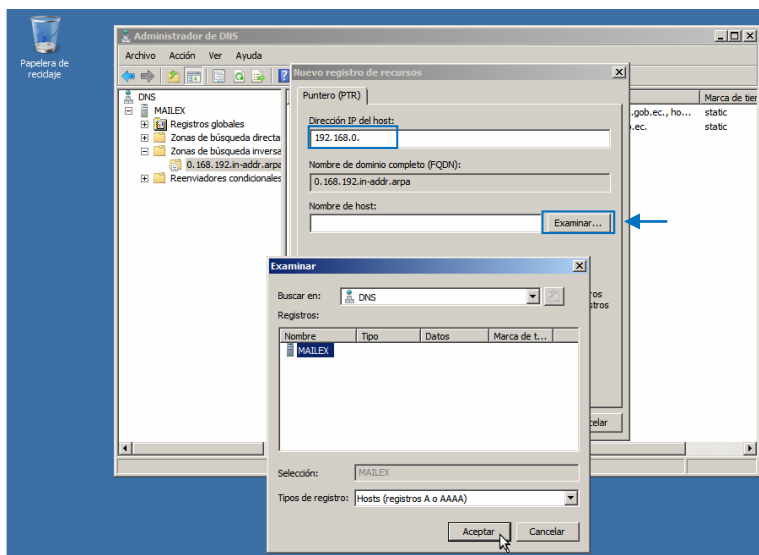 Papelera de
reciclaje
Administrador de DNS
Archivo Acción Ver Ayuda
DNS
MAILEX
Registros globales
Zonas de búsqueda directa
Zonas de búsqueda inversa
0.168.192.in-addr.arpa
Reenviadores condicionales
Marca de tier
.gob.ec., ho... static
.ec. static
Nuevo registro de recursos
Puntero (PTR)
Dirección IP del host:
192.168.0.
Nombre de dominio completo (FQDN):
0.168.192.in-addr.arpa
Nombre de host:
Examinar...
ros
stros
celar
Examinar
Buscar en: DNS
Registros:
Nombre Tipo Datos Marca de t...
MAILEX
Selección: MAILEX
Tipos de registro: Hosts (registros A o AAAA)
Aceptar Cancelar